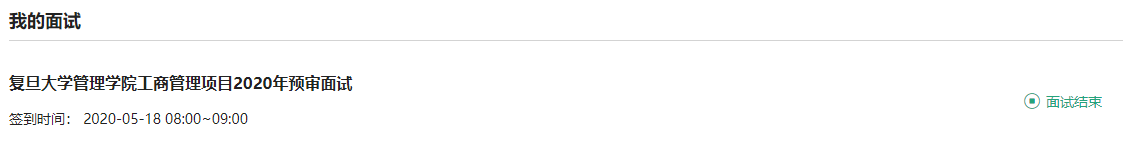 我的面试
复旦大学管理学院工商管理项目2020年预审面试
面试结束
签到时间： 2020-05-18 08:00~09:00